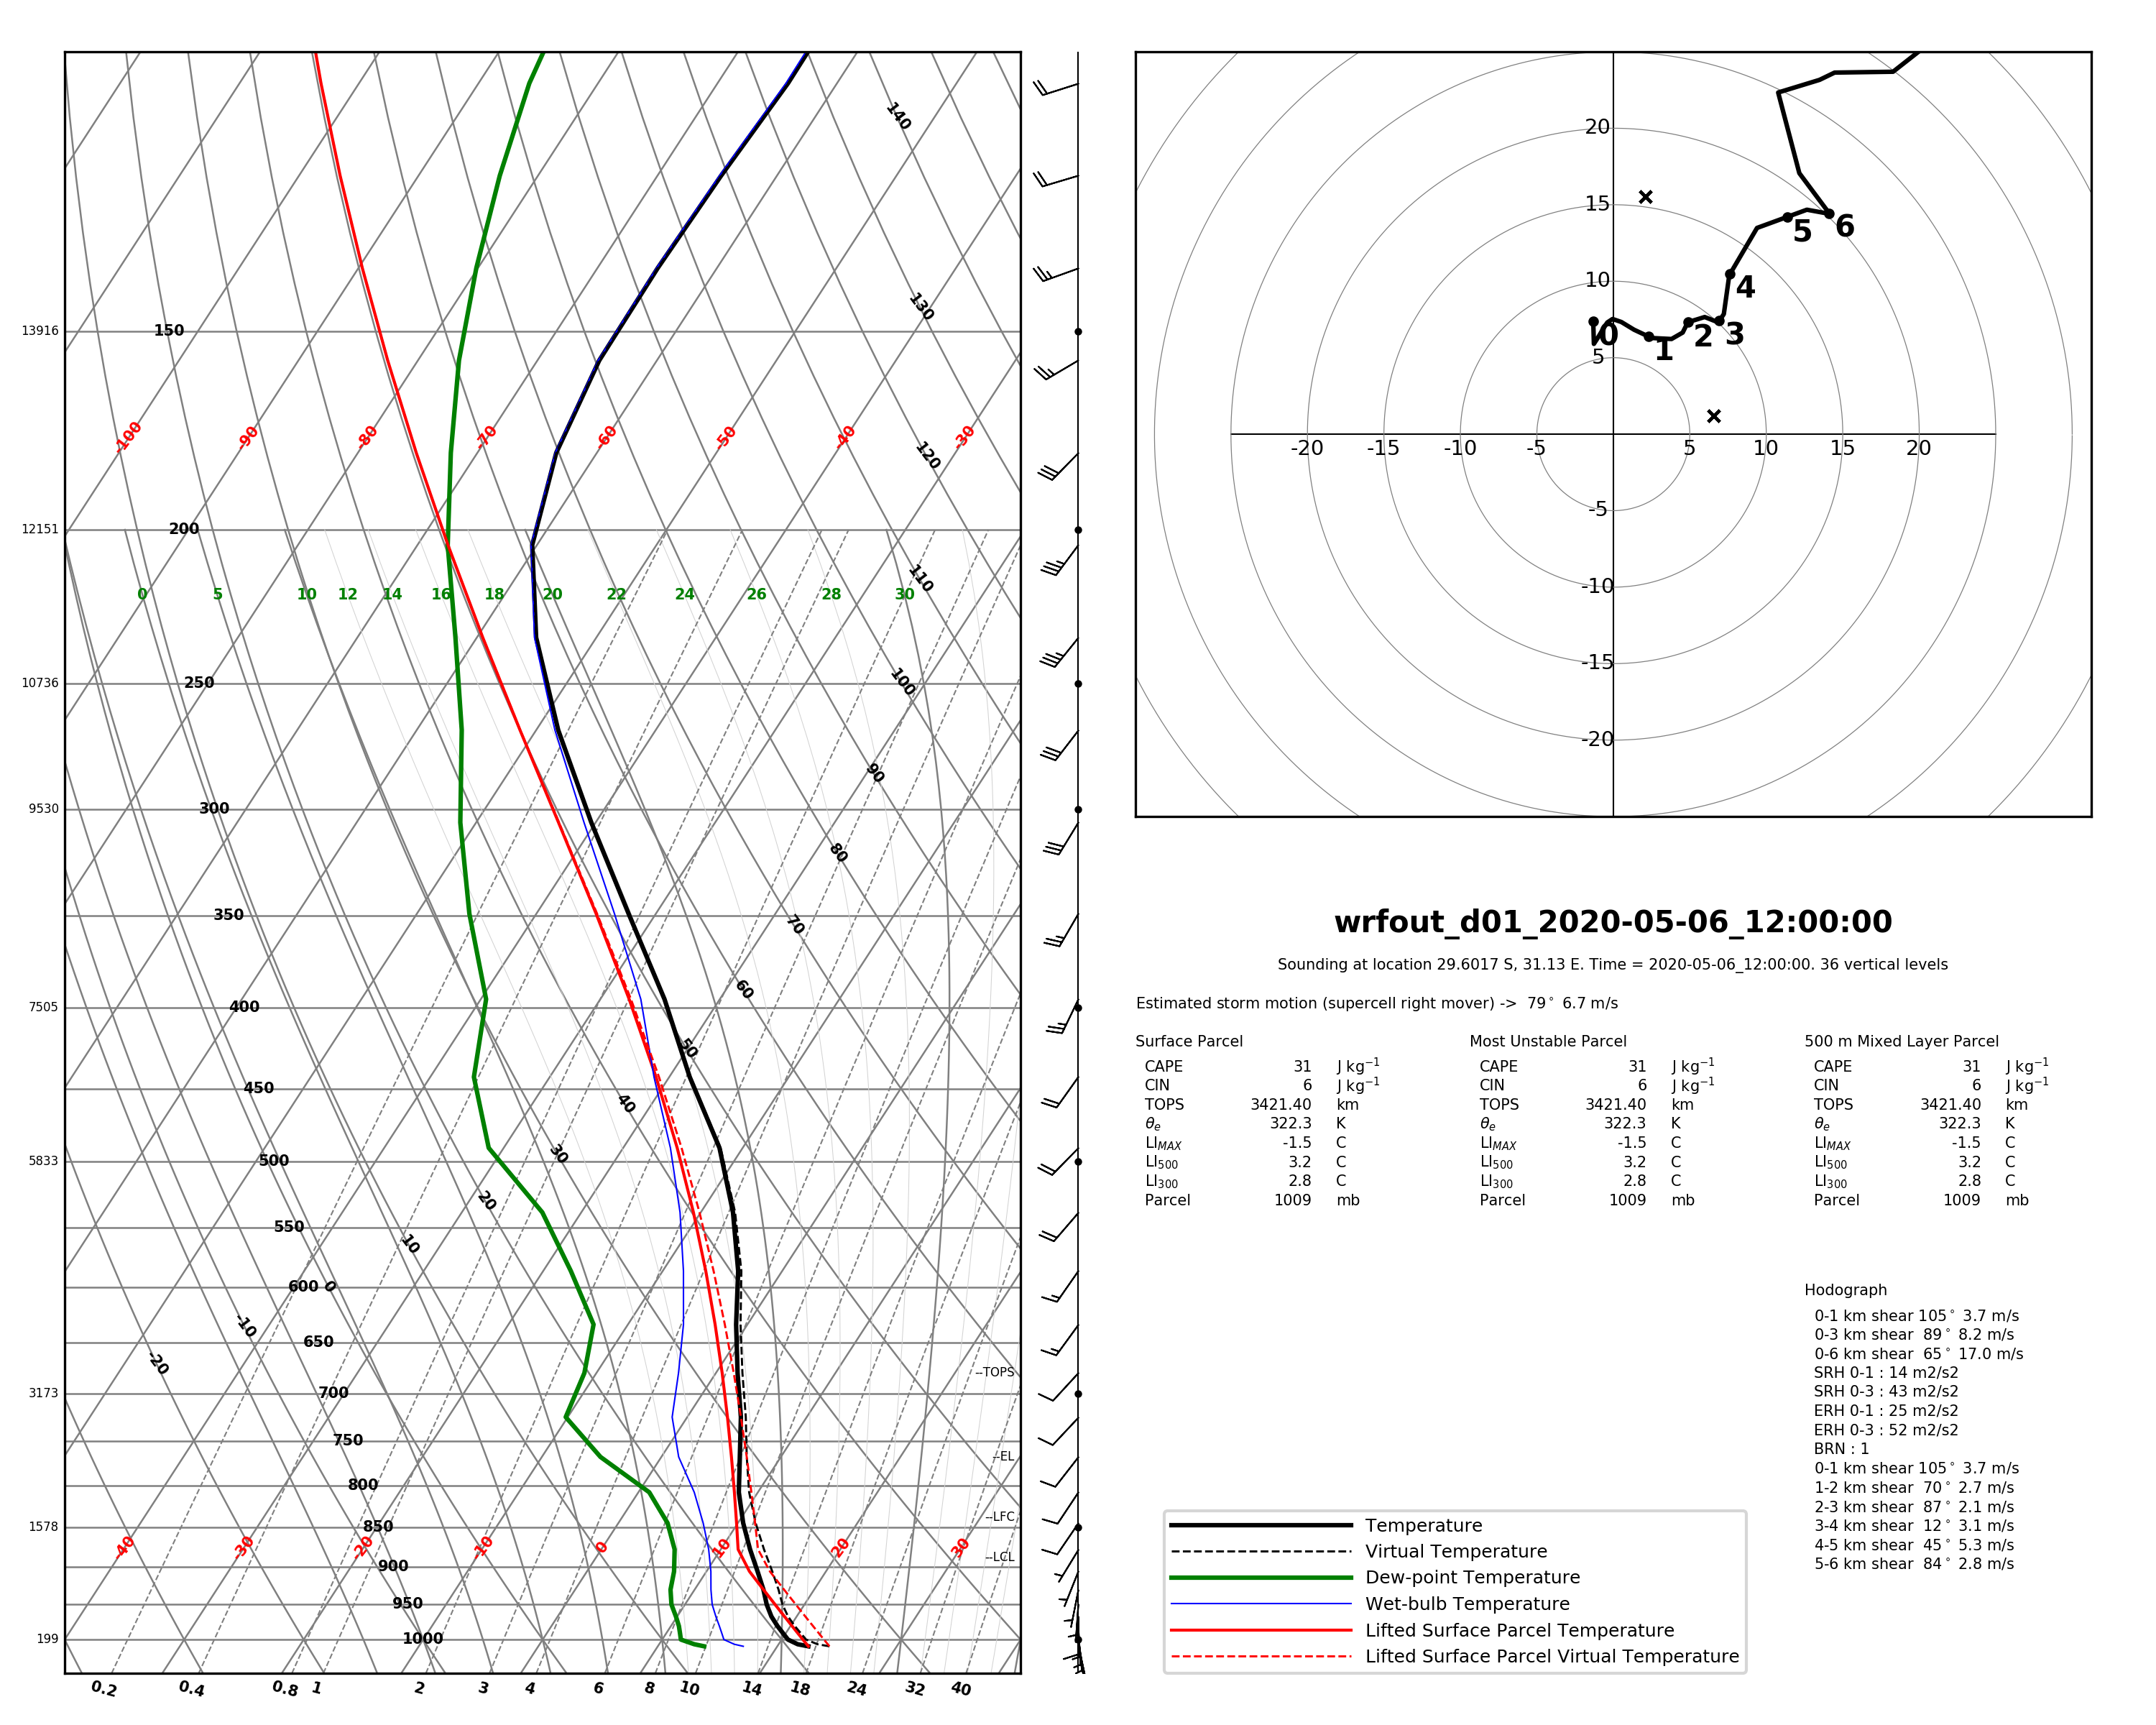 140
130
120
110
100
90
80
70
60
50
40
30
20
10
0
-10
-20
13916 150
-100 -90 -80 -70 -60 -50 -40 -30
12151 200
0 5 10 12 14 16 18 20 22 24 26 28 30
10736 250
9530 300
350
7505 400
450
5833 500
550
600
650
--TOPS
3173 700
750
--EL
800
--LFC
1578 850
-40 -30 -20 -10 0 10 20 30
--LCL
900
950
199 1000
0.2 0.4 0.8 1 2 3 4 6 8 10 14 18 24 32 40
20
15
10
5
-20 -15 -10 -5 5 10 15 20
-5
-10
-15
-20
0 1 2 3 4 5 6
wrfout_d01_2020-05-06_12:00:00
Sounding at location 29.6017 S, 31.13 E. Time = 2020-05-06_12:00:00. 36 vertical levels
Estimated storm motion (supercell right mover) -> 79° 6.7 m/s
Surface Parcel
CAPE 31 J kg⁻¹
CIN 6 J kg⁻¹
TOPS 3421.40 km
θe 322.3 K
LIMAX -1.5 C
LI500 3.2 C
LI300 2.8 C
Parcel 1009 mb
Most Unstable Parcel
CAPE 31 J kg⁻¹
CIN 6 J kg⁻¹
TOPS 3421.40 km
θe 322.3 K
LIMAX -1.5 C
LI500 3.2 C
LI300 2.8 C
Parcel 1009 mb
500 m Mixed Layer Parcel
CAPE 31 J kg⁻¹
CIN 6 J kg⁻¹
TOPS 3421.40 km
θe 322.3 K
LIMAX -1.5 C
LI500 3.2 C
LI300 2.8 C
Parcel 1009 mb
Hodograph
0-1 km shear 105° 3.7 m/s
0-3 km shear 89° 8.2 m/s
0-6 km shear 65° 17.0 m/s
SRH 0-1 : 14 m2/s2
SRH 0-3 : 43 m2/s2
ERH 0-1 : 25 m2/s2
ERH 0-3 : 52 m2/s2
BRN : 1
0-1 km shear 105° 3.7 m/s
1-2 km shear 70° 2.7 m/s
2-3 km shear 87° 2.1 m/s
3-4 km shear 12° 3.1 m/s
4-5 km shear 45° 5.3 m/s
5-6 km shear 84° 2.8 m/s
Temperature
Virtual Temperature
Dew-point Temperature
Wet-bulb Temperature
Lifted Surface Parcel Temperature
Lifted Surface Parcel Virtual Temperature